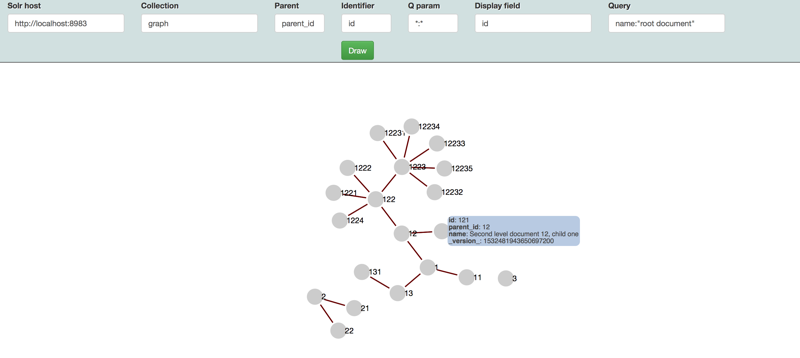 Solr host Collection Parent Identifier Q param Display field Query
http://localhost:8983 graph parent_id id *:* id name:"root document"
Draw
12234
12231
12233
1222 1223 12235
1221 122 12232
1224
id: 121
parent_id: 12
12 name: Second level document 12, child one
_version_: 1532481943650697200
131 1 11 3
2 13
21
22